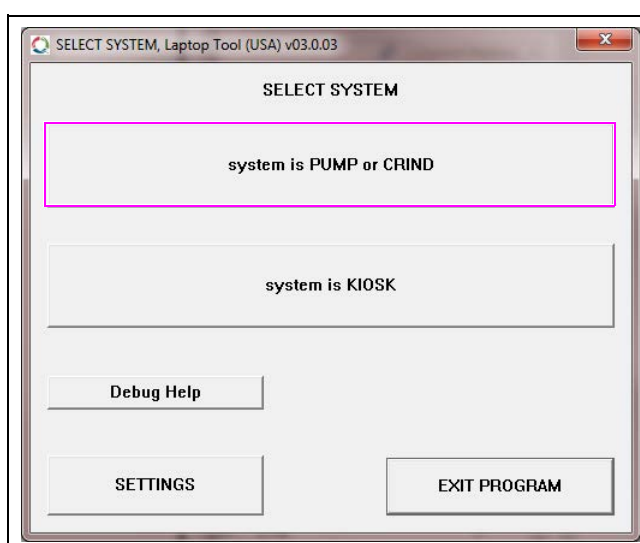 SELECT SYSTEM, Laptop Tool (USA) v03.0.03
SELECT SYSTEM
system is PUMP or CRIND
system is KIOSK
Debug Help
SETTINGS
EXIT PROGRAM